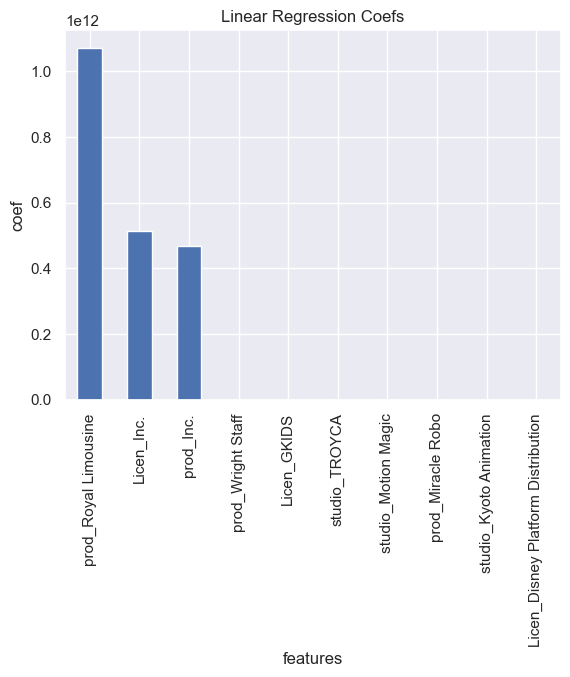 Linear Regression Coefs
1e12
1.0
0.8
0.6
0.4
0.2
0.0
coef
prod_Royal Limousine
Licen_Inc.
prod_Inc.
prod_Wright Staff
Licen_GKIDS
studio_TROYCA
studio_Motion Magic
prod_Miracle Robo
studio_Kyoto Animation
Licen_Disney Platform Distribution
features